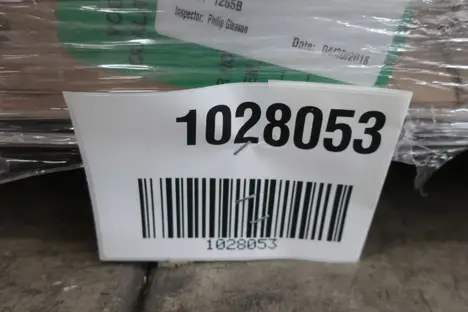 1265B
Inspector: Philip Gleason
Date: 04/30/2018
1028053
1028053